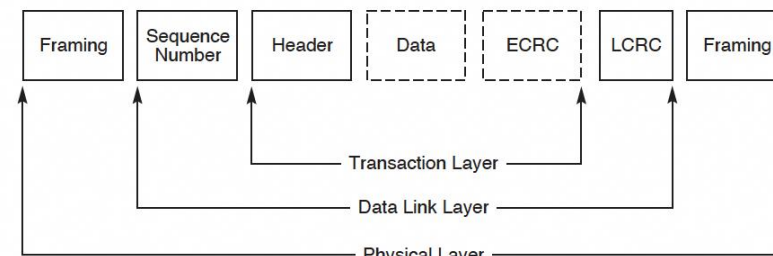 Framing
Sequence
Number
Header
Data
ECRC
LCRC
Framing
Transaction Layer
Data Link Layer
Physical Layer